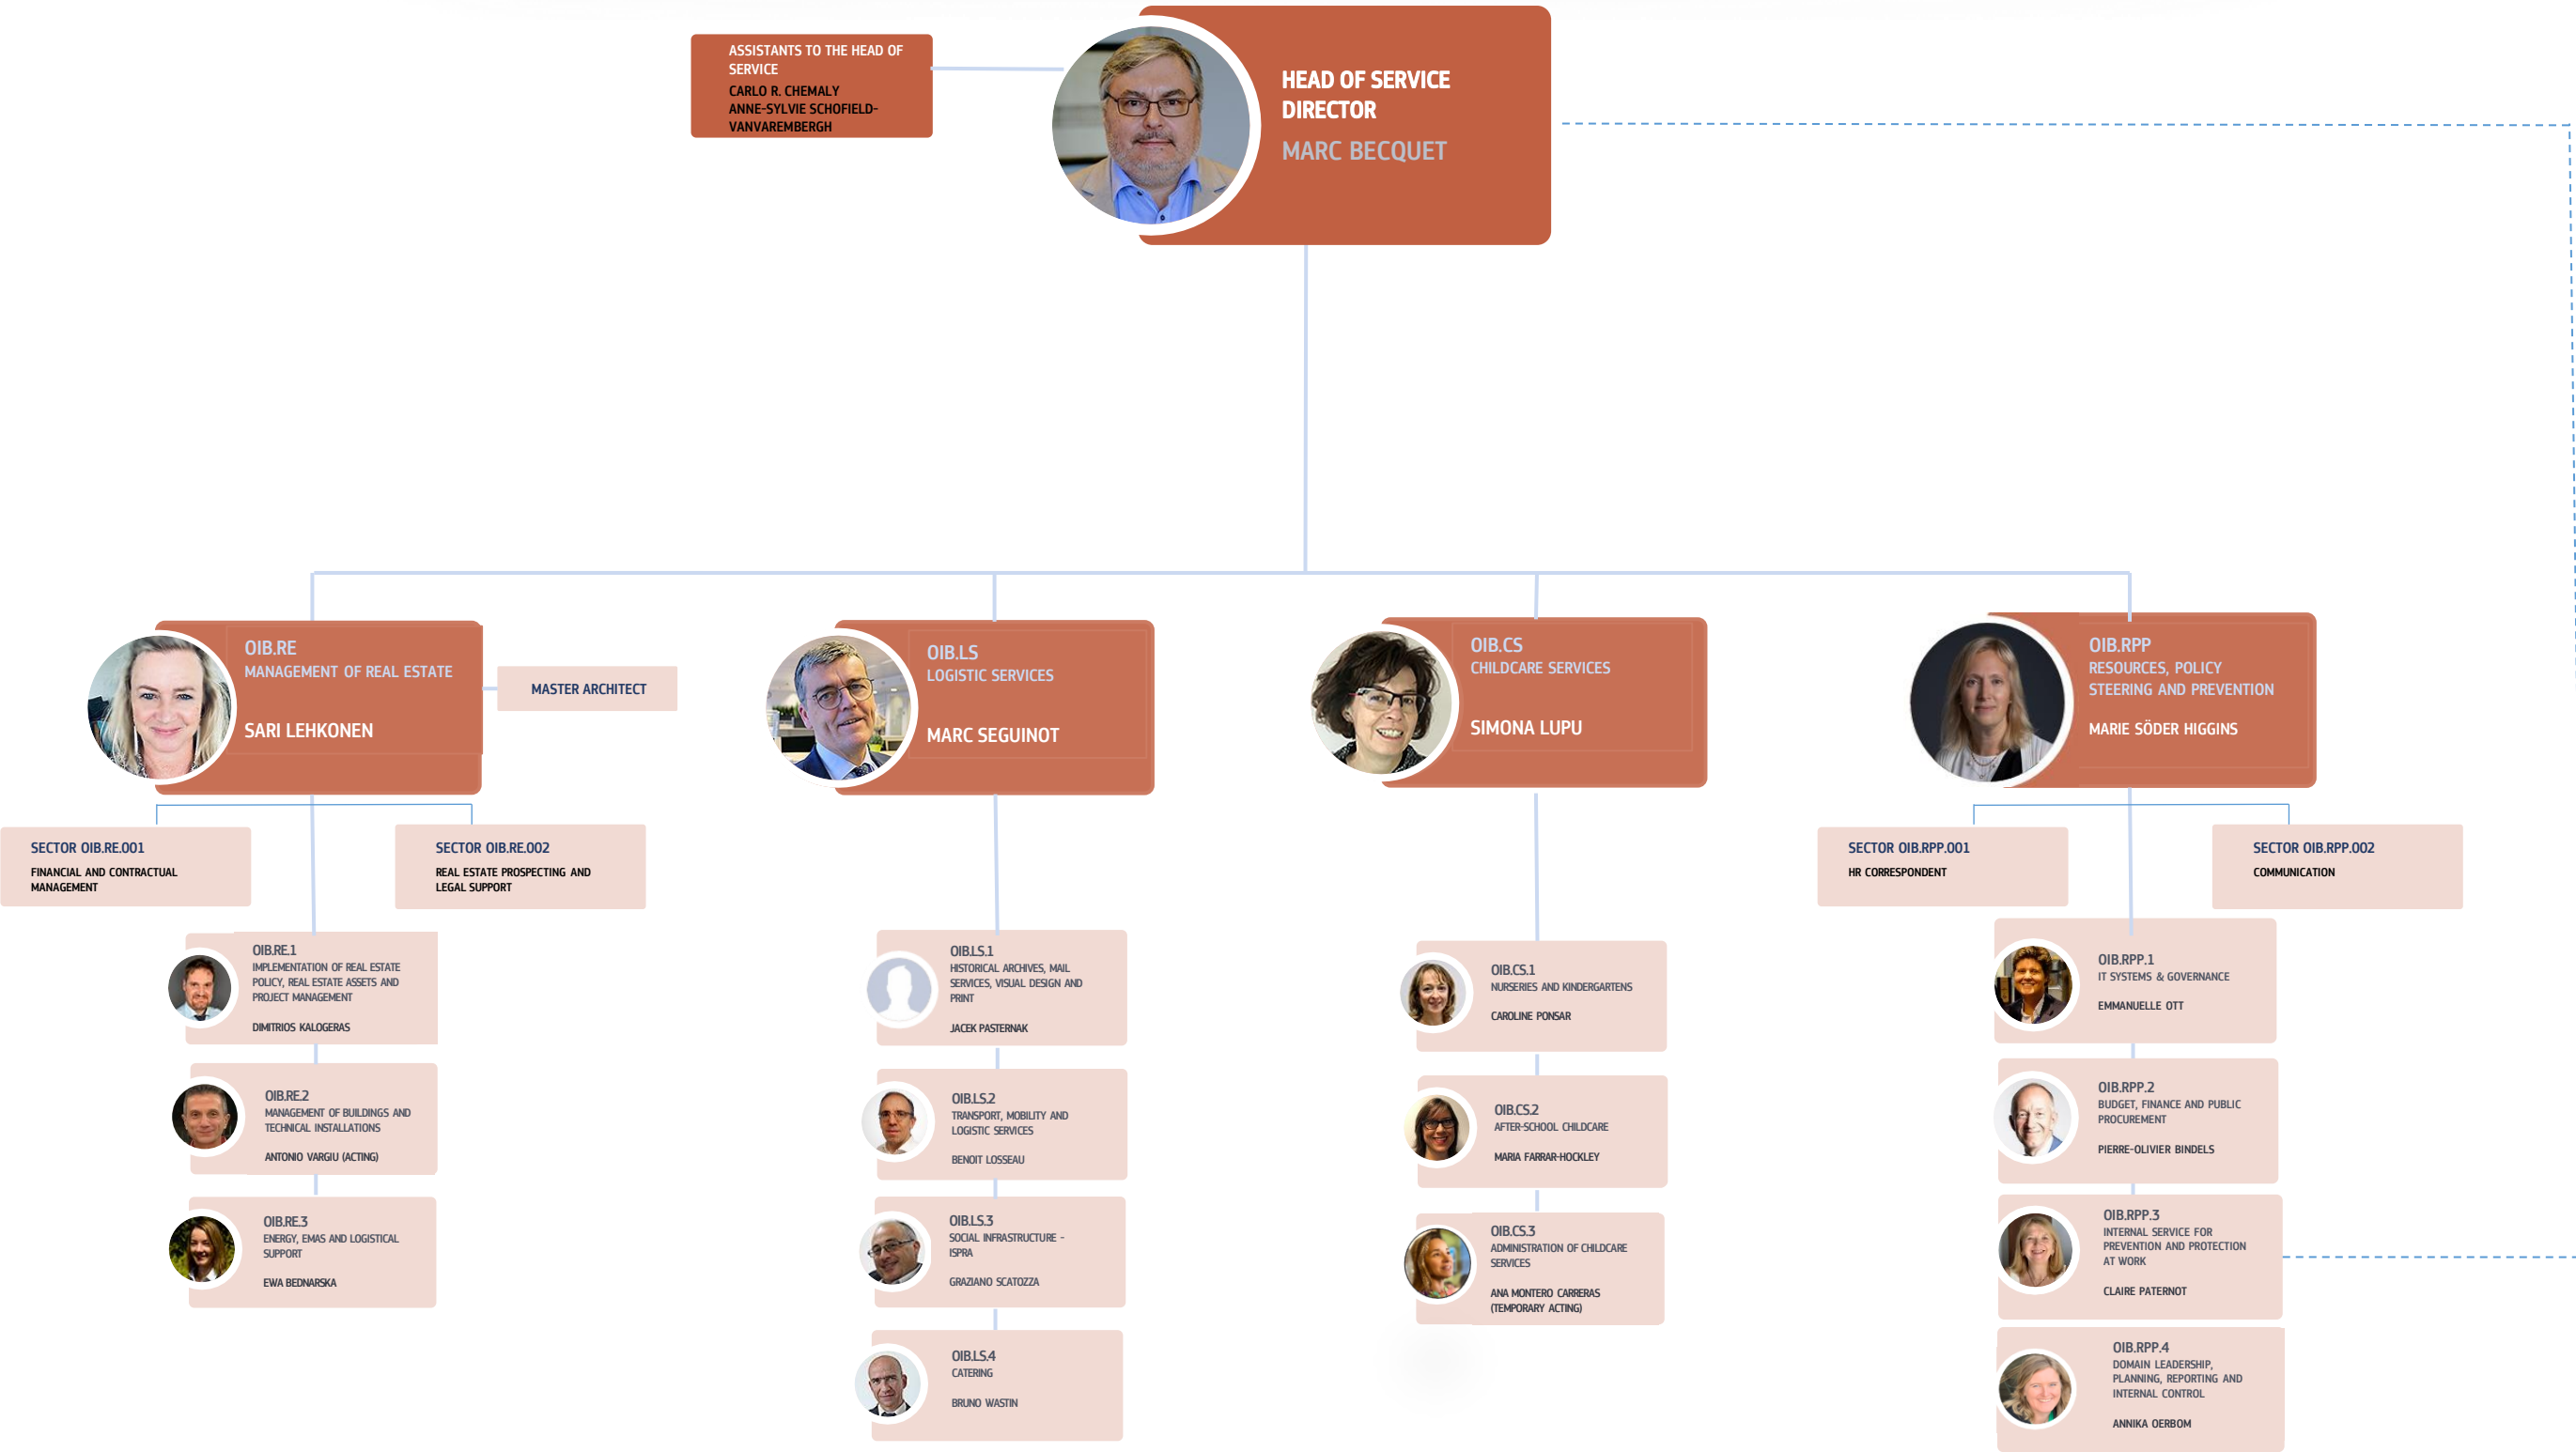 ASSISTANTS TO THE HEAD OF
SERVICE
CARLO R. CHEMALY
ANNE-SYLVIE SCHOFIELD-
VANVAREMBERGH
HEAD OF SERVICE
DIRECTOR
MARC BECQUET
OIB.RE
MANAGEMENT OF REAL ESTATE
SARI LEHKONEN
MASTER ARCHITECT
OIB.LS
LOGISTIC SERVICES
MARC SEGUINOT
OIB.CS
CHILDCARE SERVICES
SIMONA LUPU
OIB.RPP
RESOURCES, POLICY
STEERING AND PREVENTION
MARIE SÖDER HIGGINS
SECTOR OIB.RE.001
FINANCIAL AND CONTRACTUAL
MANAGEMENT
SECTOR OIB.RE.002
REAL ESTATE PROSPECTING AND
LEGAL SUPPORT
SECTOR OIB.RPP.001
HR CORRESPONDENT
SECTOR OIB.RPP.002
COMMUNICATION
OIB.RE.1
IMPLEMENTATION OF REAL ESTATE
POLICY, REAL ESTATE ASSETS AND
PROJECT MANAGEMENT
DIMITRIOS KALOGERAS
OIB.RE.2
MANAGEMENT OF BUILDINGS AND
TECHNICAL INSTALLATIONS
ANTONIO VARGIU (ACTING)
OIB.RE.3
ENERGY, EMAS AND LOGISTICAL
SUPPORT
EWA BEDNARSKA
OIB.LS.1
HISTORICAL ARCHIVES, MAIL
SERVICES, VISUAL DESIGN AND
PRINT
JACEK PASTERNAK
OIB.LS.2
TRANSPORT, MOBILITY AND
LOGISTIC SERVICES
BENOIT LOSSEAU
OIB.LS.3
SOCIAL INFRASTRUCTURE -
ISPRA
GRAZIANO SCATOZZA
OIB.LS.4
CATERING
BRUNO WASTIN
OIB.CS.1
NURSERIES AND KINDERGARTENS
CAROLINE PONSAR
OIB.CS.2
AFTER-SCHOOL CHILDCARE
MARIA FARRAR-HOCKLEY
OIB.CS.3
ADMINISTRATION OF CHILDCARE
SERVICES
ANA MONTERO CARRERAS
(TEMPORARY ACTING)
OIB.RPP.1
IT SYSTEMS & GOVERNANCE
EMMANUELLE OTT
OIB.RPP.2
BUDGET, FINANCE AND PUBLIC
PROCUREMENT
PIERRE-OLIVIER BINDELS
OIB.RPP.3
INTERNAL SERVICE FOR
PREVENTION AND PROTECTION
AT WORK
CLAIRE PATERNOT
OIB.RPP.4
DOMAIN LEADERSHIP,
PLANNING, REPORTING AND
INTERNAL CONTROL
ANNIKA OERBOM